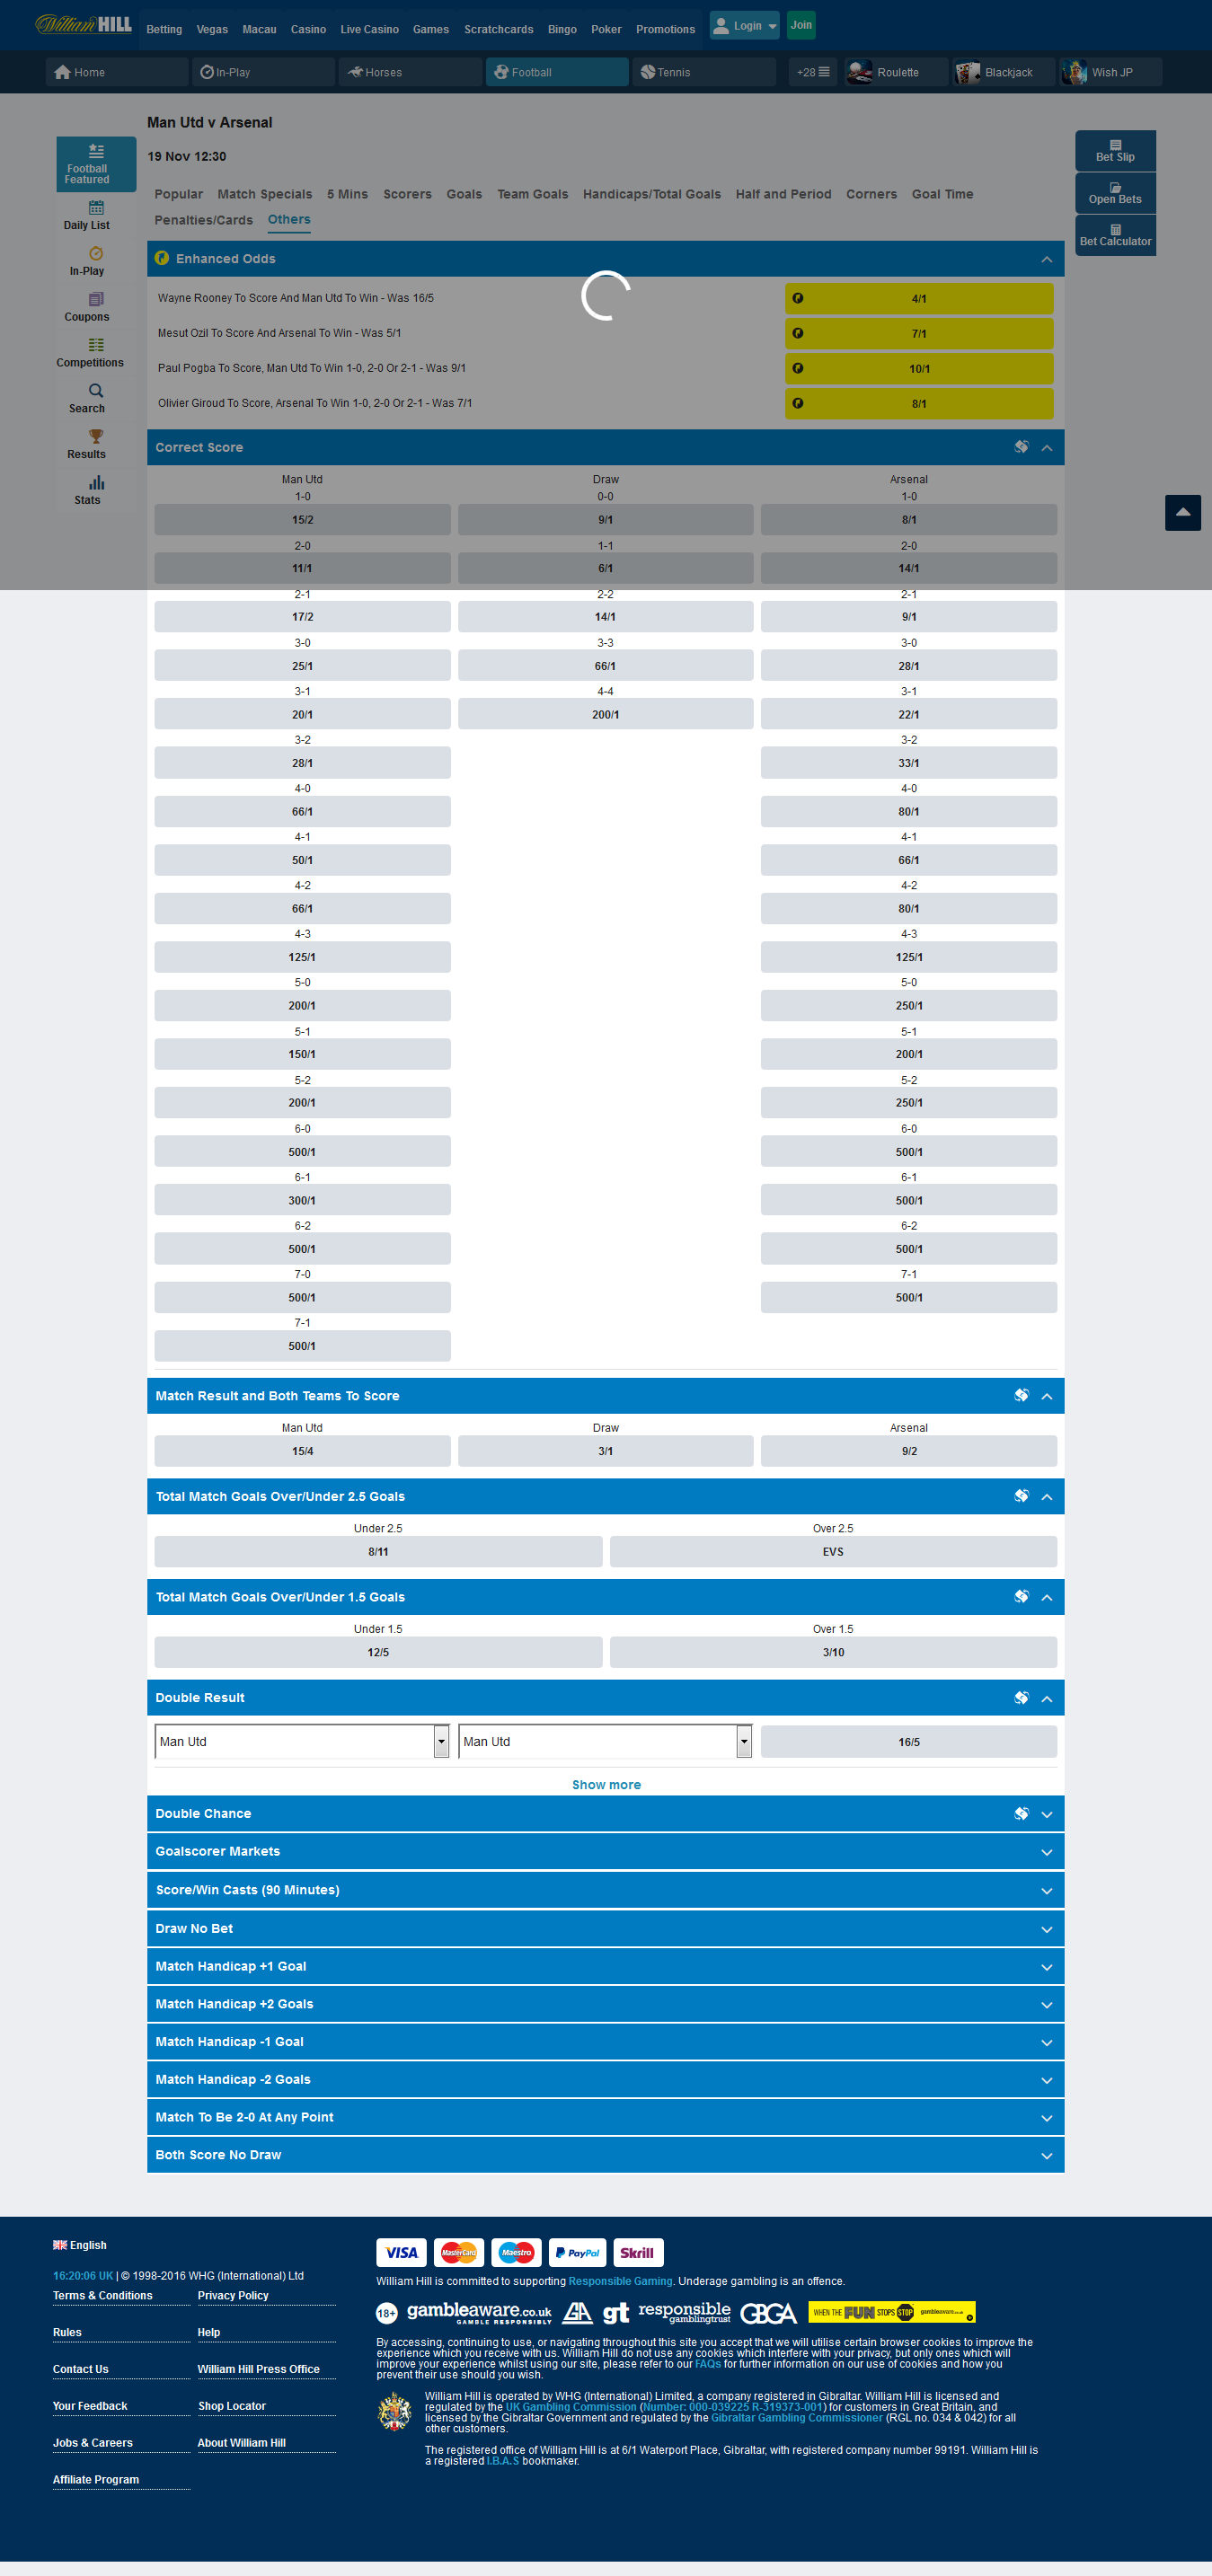 William HILL
Betting Vegas Macau Casino Live Casino Games Scratchcards Bingo Poker Promotions Login Join
Home In-Play Horses Football Tennis +28 Roulette Blackjack Wish JP
Man Utd v Arsenal
19 Nov 12:30
Popular Match Specials 5 Mins Scorers Goals Team Goals Handicaps/Total Goals Half and Period Corners Goal Time
Penalties/Cards Others
Football
Featured
Daily List
In-Play
Coupons
Competitions
Search
Results
Stats
Bet Slip
Open Bets
Bet Calculator
Enhanced Odds
Wayne Rooney To Score And Man Utd To Win - Was 16/5 4/1
Mesut Ozil To Score And Arsenal To Win - Was 5/1 7/1
Paul Pogba To Score, Man Utd To Win 1-0, 2-0 Or 2-1 - Was 9/1 10/1
Olivier Giroud To Score, Arsenal To Win 1-0, 2-0 Or 2-1 - Was 7/1 8/1
Correct Score
Man Utd Draw Arsenal
1-0 0-0 1-0
15/2 9/1 8/1
2-0 1-1 2-0
11/1 6/1 14/1
2-1 2-2 2-1
17/2 14/1 9/1
3-0 3-3 3-0
25/1 66/1 28/1
3-1 4-4 3-1
20/1 200/1 22/1
3-2 3-2
28/1 33/1
4-0 4-0
66/1 80/1
4-1 4-1
50/1 66/1
4-2 4-2
66/1 80/1
4-3 4-3
125/1 125/1
5-0 5-0
200/1 250/1
5-1 5-1
150/1 200/1
5-2 5-2
200/1 250/1
6-0 6-0
500/1 500/1
6-1 6-1
300/1 500/1
6-2 6-2
500/1 500/1
7-0 7-1
500/1 500/1
7-1
500/1
Match Result and Both Teams To Score
Man Utd Draw Arsenal
15/4 3/1 9/2
Total Match Goals Over/Under 2.5 Goals
Under 2.5 Over 2.5
8/11 EVS
Total Match Goals Over/Under 1.5 Goals
Under 1.5 Over 1.5
12/5 3/10
Double Result
Man Utd Man Utd 16/5
Show more
Double Chance
Goalscorer Markets
Score/Win Casts (90 Minutes)
Draw No Bet
Match Handicap +1 Goal
Match Handicap +2 Goals
Match Handicap -1 Goal
Match Handicap -2 Goals
Match To Be 2-0 At Any Point
Both Score No Draw
English
16:20:06 UK | © 1998-2016 WHG (International) Ltd
Terms & Conditions Privacy Policy
Rules Help
Contact Us William Hill Press Office
Your Feedback Shop Locator
Jobs & Careers About William Hill
Affiliate Program
VISA MasterCard Maestro PayPal Skrill
William Hill is committed to supporting Responsible Gaming. Underage gambling is an offence.
18+ gambleaware.co.uk GAMBLE RESPONSIBLY GA gt responsible gamblingtrust GBGA WHEN THE FUN STOPS STOP gambleaware.co.uk
By accessing, continuing to use, or navigating throughout this site you accept that we will utilise certain browser cookies to improve the
experience which you receive with us. William Hill do not use any cookies which interfere with your privacy, but only ones which will
improve your experience whilst using our site, please refer to our FAQs for further information on our use of cookies and how you
prevent their use should you wish.
William Hill is operated by WHG (International) Limited, a company registered in Gibraltar. William Hill is licensed and
regulated by the UK Gambling Commission (Number: 000-039225 R-319373-001) for customers in Great Britain, and
licensed by the Gibraltar Government and regulated by the Gibraltar Gambling Commissioner (RGL no. 034 & 042) for all
other customers.
The registered office of William Hill is at 6/1 Waterport Place, Gibraltar, with registered company number 99191. William Hill is
a registered I.B.A.S bookmaker.